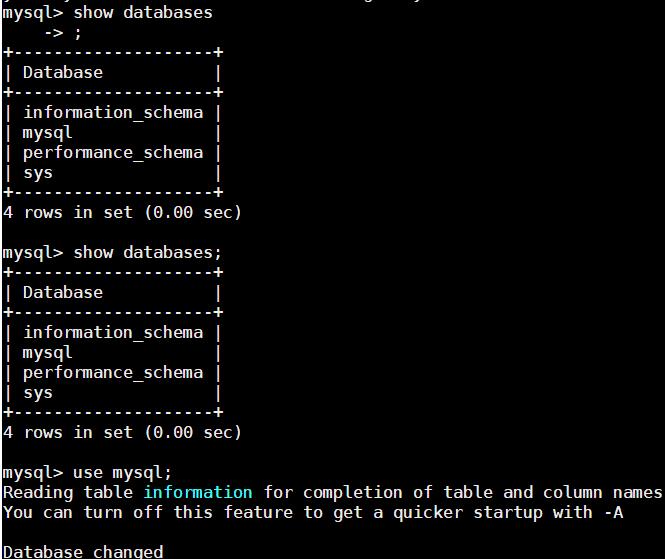 mysql> show databases
    -> ;
+--------------------+
| Database           |
+--------------------+
| information_schema |
| mysql              |
| performance_schema |
| sys                |
+--------------------+
4 rows in set (0.00 sec)

mysql> show databases;
+--------------------+
| Database           |
+--------------------+
| information_schema |
| mysql              |
| performance_schema |
| sys                |
+--------------------+
4 rows in set (0.00 sec)

mysql> use mysql;
Reading table information for completion of table and column names
You can turn off this feature to get a quicker startup with -A

Database changed